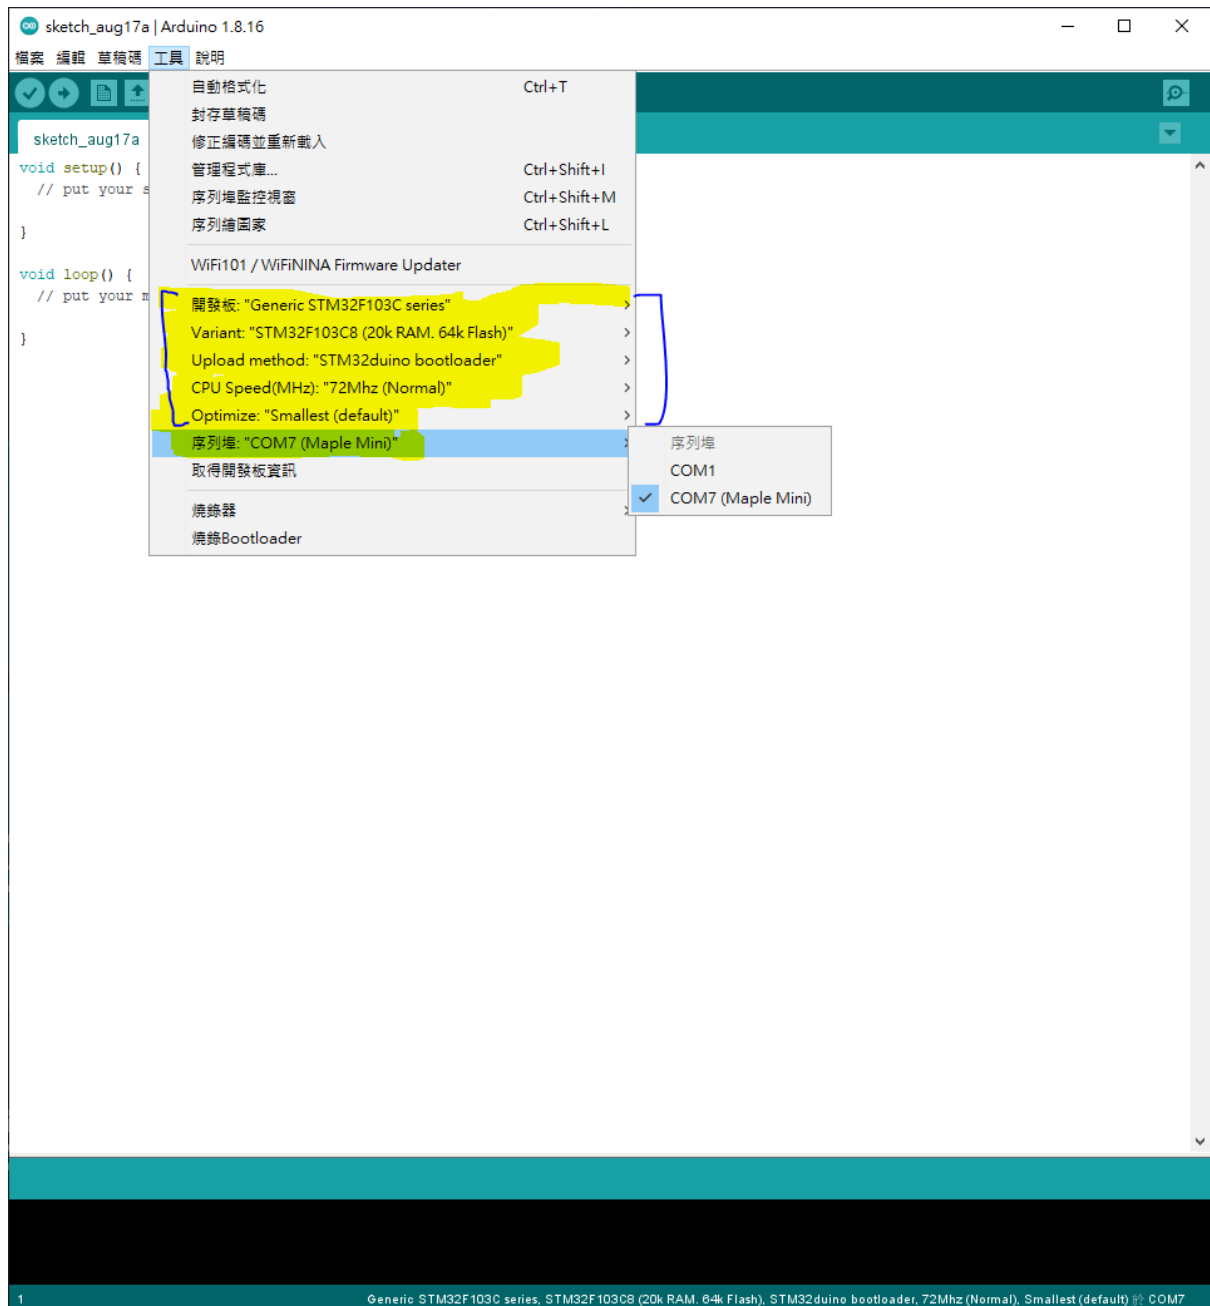 sketch_aug17a | Arduino 1.8.16
檔案 編輯 草稿碼 工具 說明
sketch_aug17a
void setup() {
// put your s
}
void loop() {
// put your m
}
自動格式化 Ctrl+T
封存草稿碼
修正編碼並重新載入
管理程式庫... Ctrl+Shift+I
序列埠監控視窗 Ctrl+Shift+M
序列繪圖家 Ctrl+Shift+L
WiFi101 / WiFiNINA Firmware Updater
開發板: "Generic STM32F103C series"
Variant: "STM32F103C8 (20k RAM. 64k Flash)"
Upload method: "STM32duino bootloader"
CPU Speed(MHz): "72Mhz (Normal)"
Optimize: "Smallest (default)"
序列埠: "COM7 (Maple Mini)"
取得開發板資訊
燒錄器
燒錄Bootloader
序列埠
COM1
COM7 (Maple Mini)
1 Generic STM32F103C series, STM32F103C8 (20k RAM. 64k Flash), STM32duino bootloader, 72Mhz (Normal), Smallest (default) 於 COM7